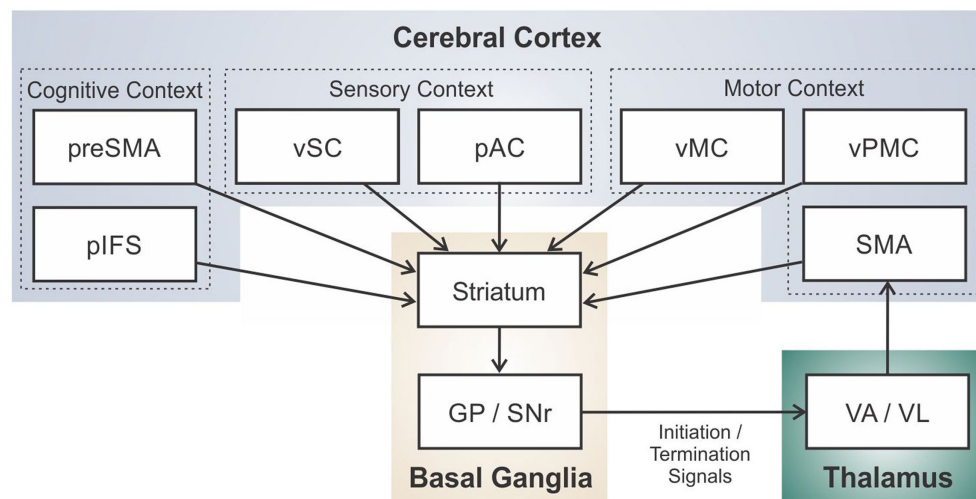 Cerebral Cortex
Cognitive Context
Sensory Context
Motor Context
preSMA
vSC
pAC
vMC
vPMC
pIFS
SMA
Striatum
GP / SNr
VA / VL
Initiation /
Termination
Signals
Basal Ganglia
Thalamus